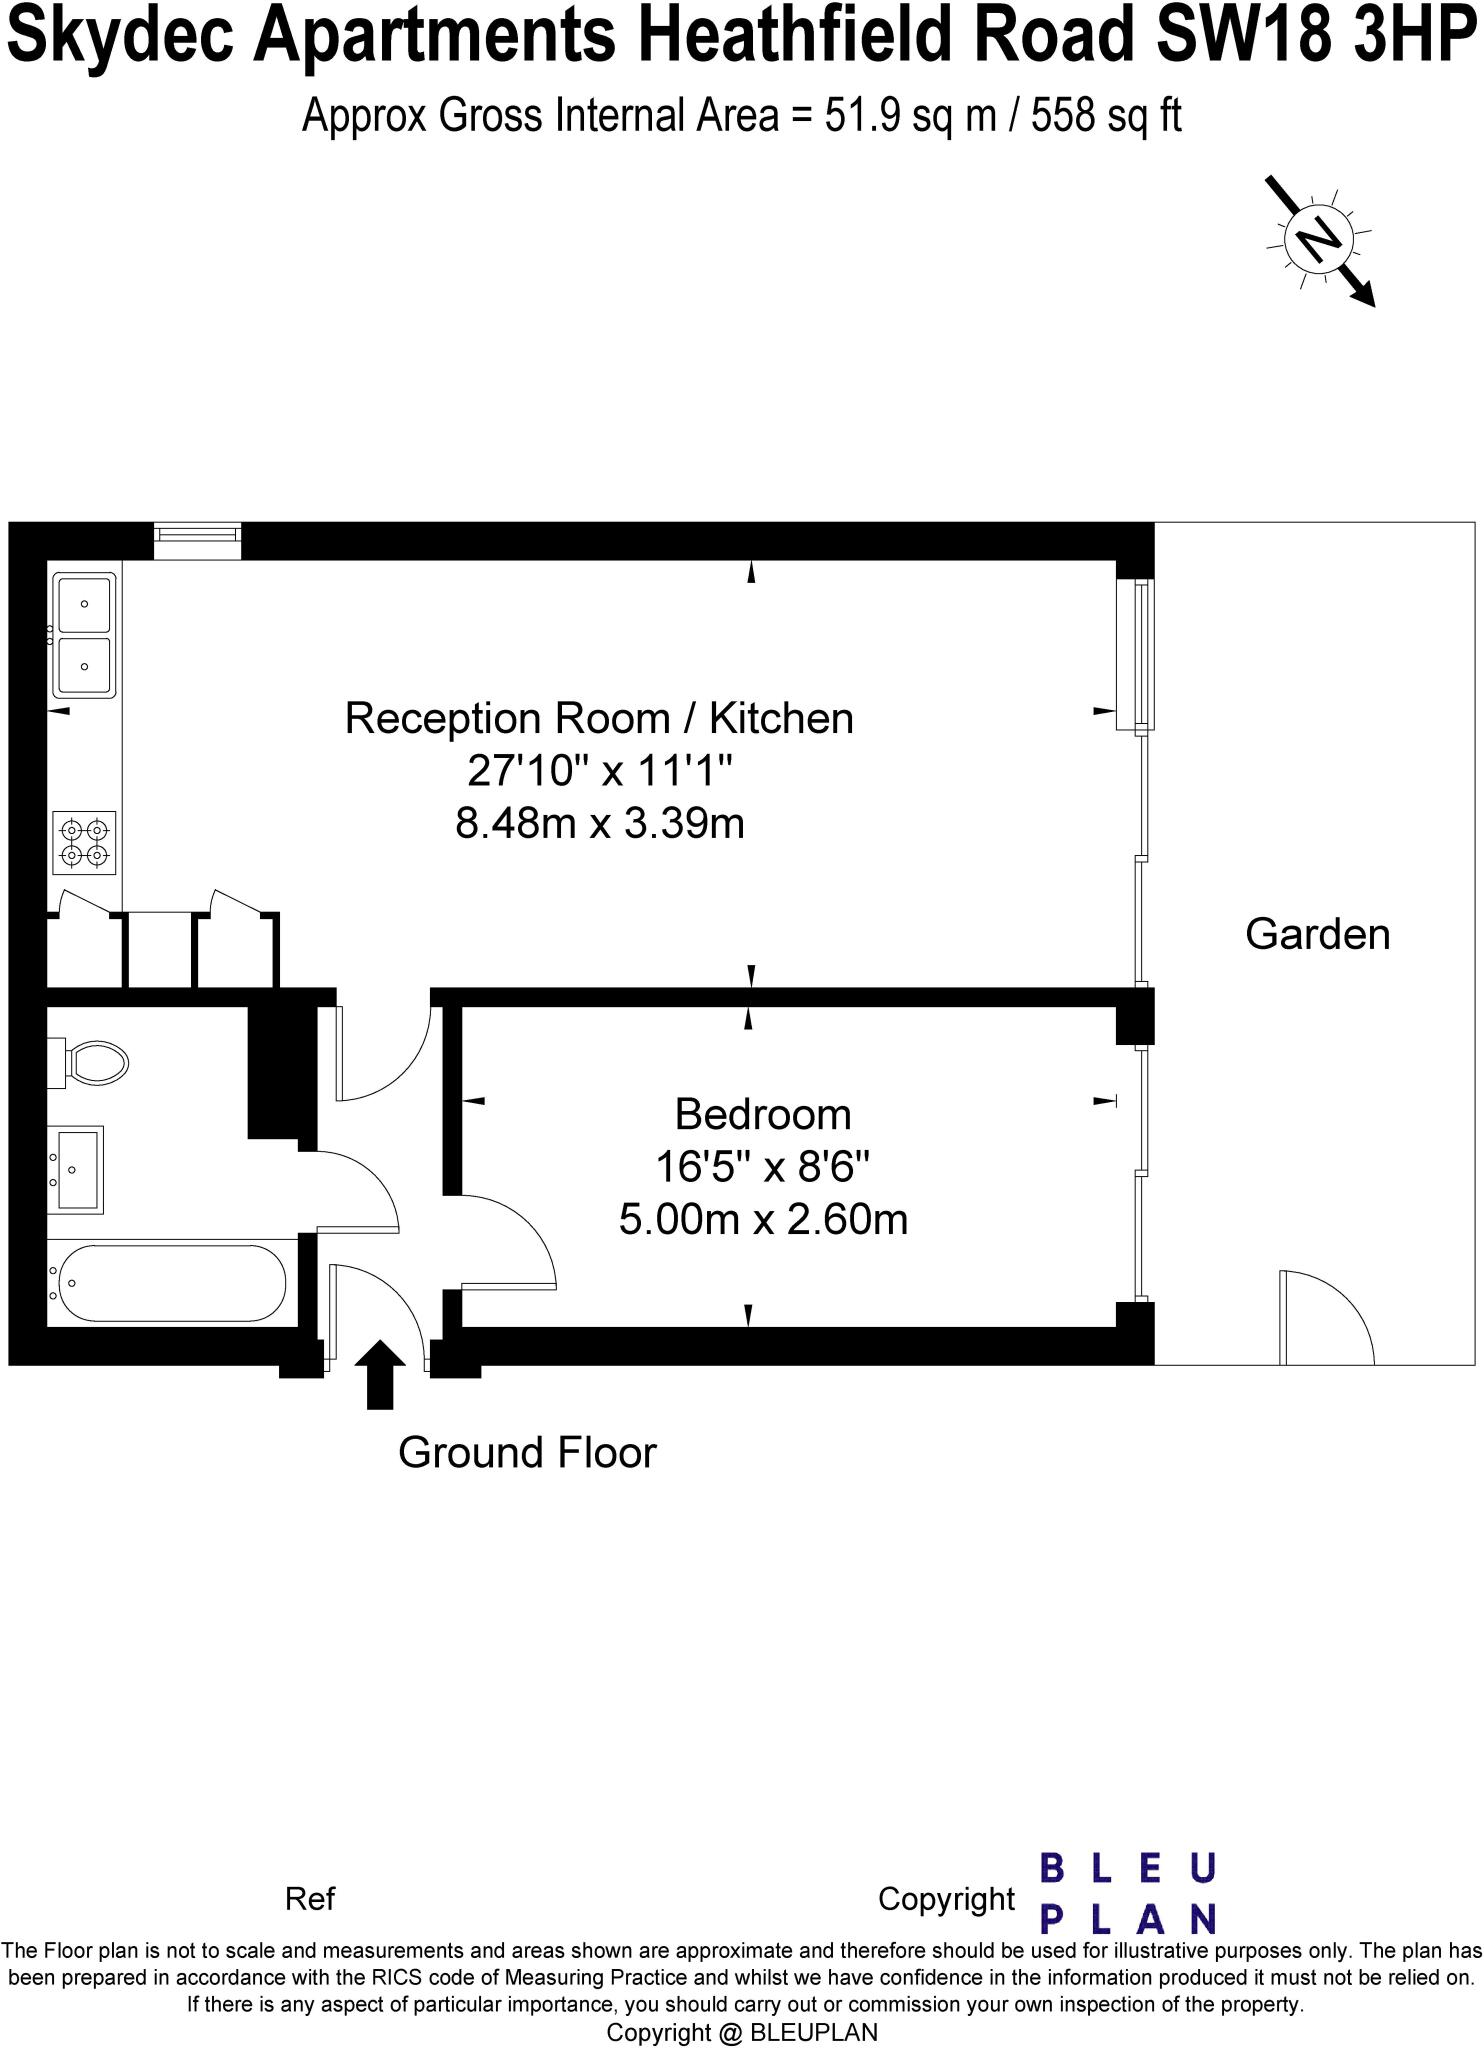 Skydec Apartments Heathfield Road SW18 3HP
Approx Gross Internal Area = 51.9 sq m / 558 sq ft
N
Reception Room / Kitchen
27'10" x 11'1"
8.48m x 3.39m
Garden
Bedroom
16'5" x 8'6"
5.00m x 2.60m
Ground Floor
Ref
Copyright
BLEU
PLAN
The Floor plan is not to scale and measurements and areas shown are approximate and therefore should be used for illustrative purposes only. The plan has
been prepared in accordance with the RICS code of Measuring Practice and whilst we have confidence in the information produced it must not be relied on.
If there is any aspect of particular importance, you should carry out or commission your own inspection of the property.
Copyright @ BLEUPLAN